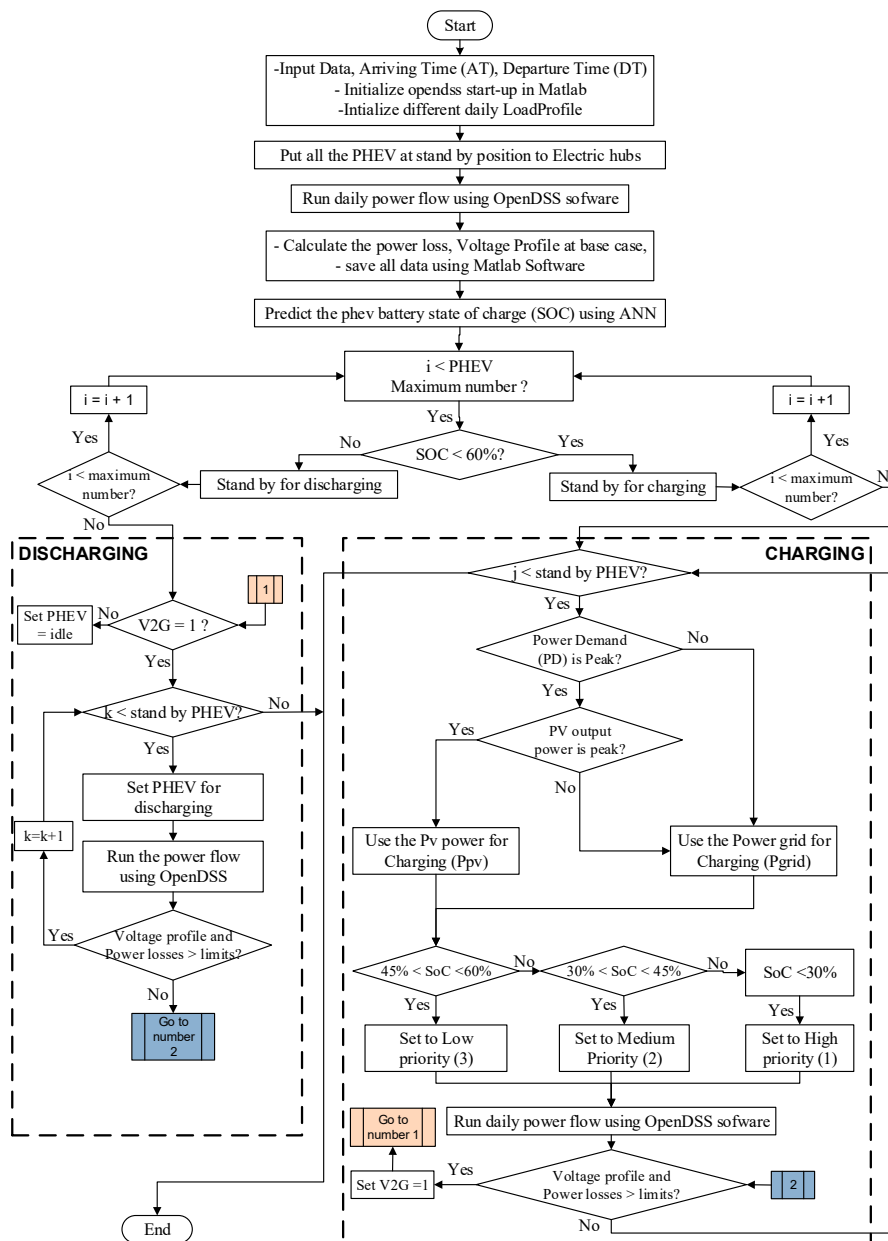 Start
-Input Data, Arriving Time (AT), Departure Time (DT)
- Initialize opendss start-up in Matlab
-Intialize different daily LoadProfile
Put all the PHEV at stand by position to Electric hubs
Run daily power flow using OpenDSS sofware
- Calculate the power loss, Voltage Profile at base case,
- save all data using Matlab Software
Predict the phev battery state of charge (SOC) using ANN
i < PHEV
Maximum number ?
i = i + 1
i = i +1
Yes
Yes
Yes
No
SOC < 60%?
Yes
i < maximum
number?
Stand by for discharging
Stand by for charging
i < maximum
number?
N
No
DISCHARGING
1
Set PHEV
= idle
No
V2G = 1 ?
Yes
k < stand by PHEV?
No
Yes
Set PHEV for
discharging
k=k+1
Run the power flow
using OpenDSS
Yes
Voltage profile and
Power losses > limits?
No
Go to
number
2
End
CHARGING
j < stand by PHEV?
Yes
Power Demand
(PD) is Peak?
No
Yes
Yes
PV output
power is peak?
No
Use the Pv power for
Charging (Ppv)
Use the Power grid for
Charging (Pgrid)
45% < SoC <60%
No
30% < SoC < 45%
No
SoC <30%
Yes
Yes
Yes
Set to Low
priority (3)
Set to Medium
Priority (2)
Set to High
priority (1)
Go to
number 1
Run daily power flow using OpenDSS sofware
Set V2G =1
Yes
Voltage profile and
Power losses > limits?
2
No